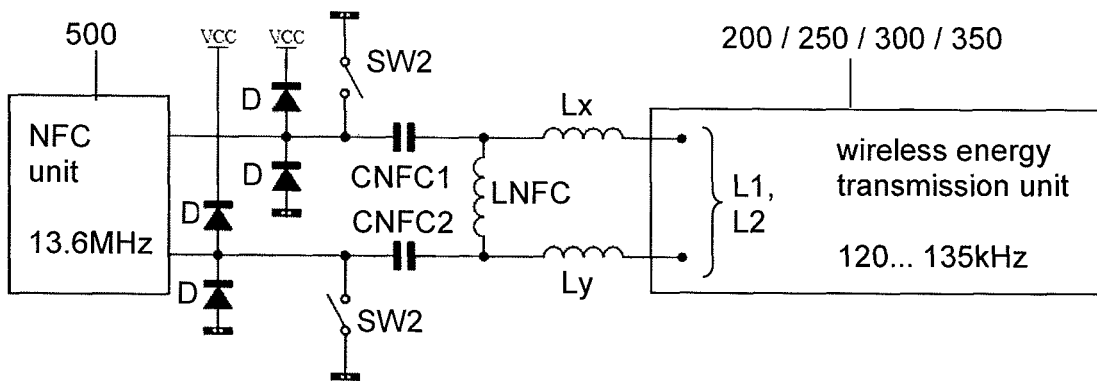 500
VCC
VCC
200 / 250 / 300 / 350
SW2
D
Lx
NFC
unit
13.6MHz
D
CNFC1
LNFC
L1,
L2
wireless energy
transmission unit
120... 135kHz
D
CNFC2
D
Ly
SW2